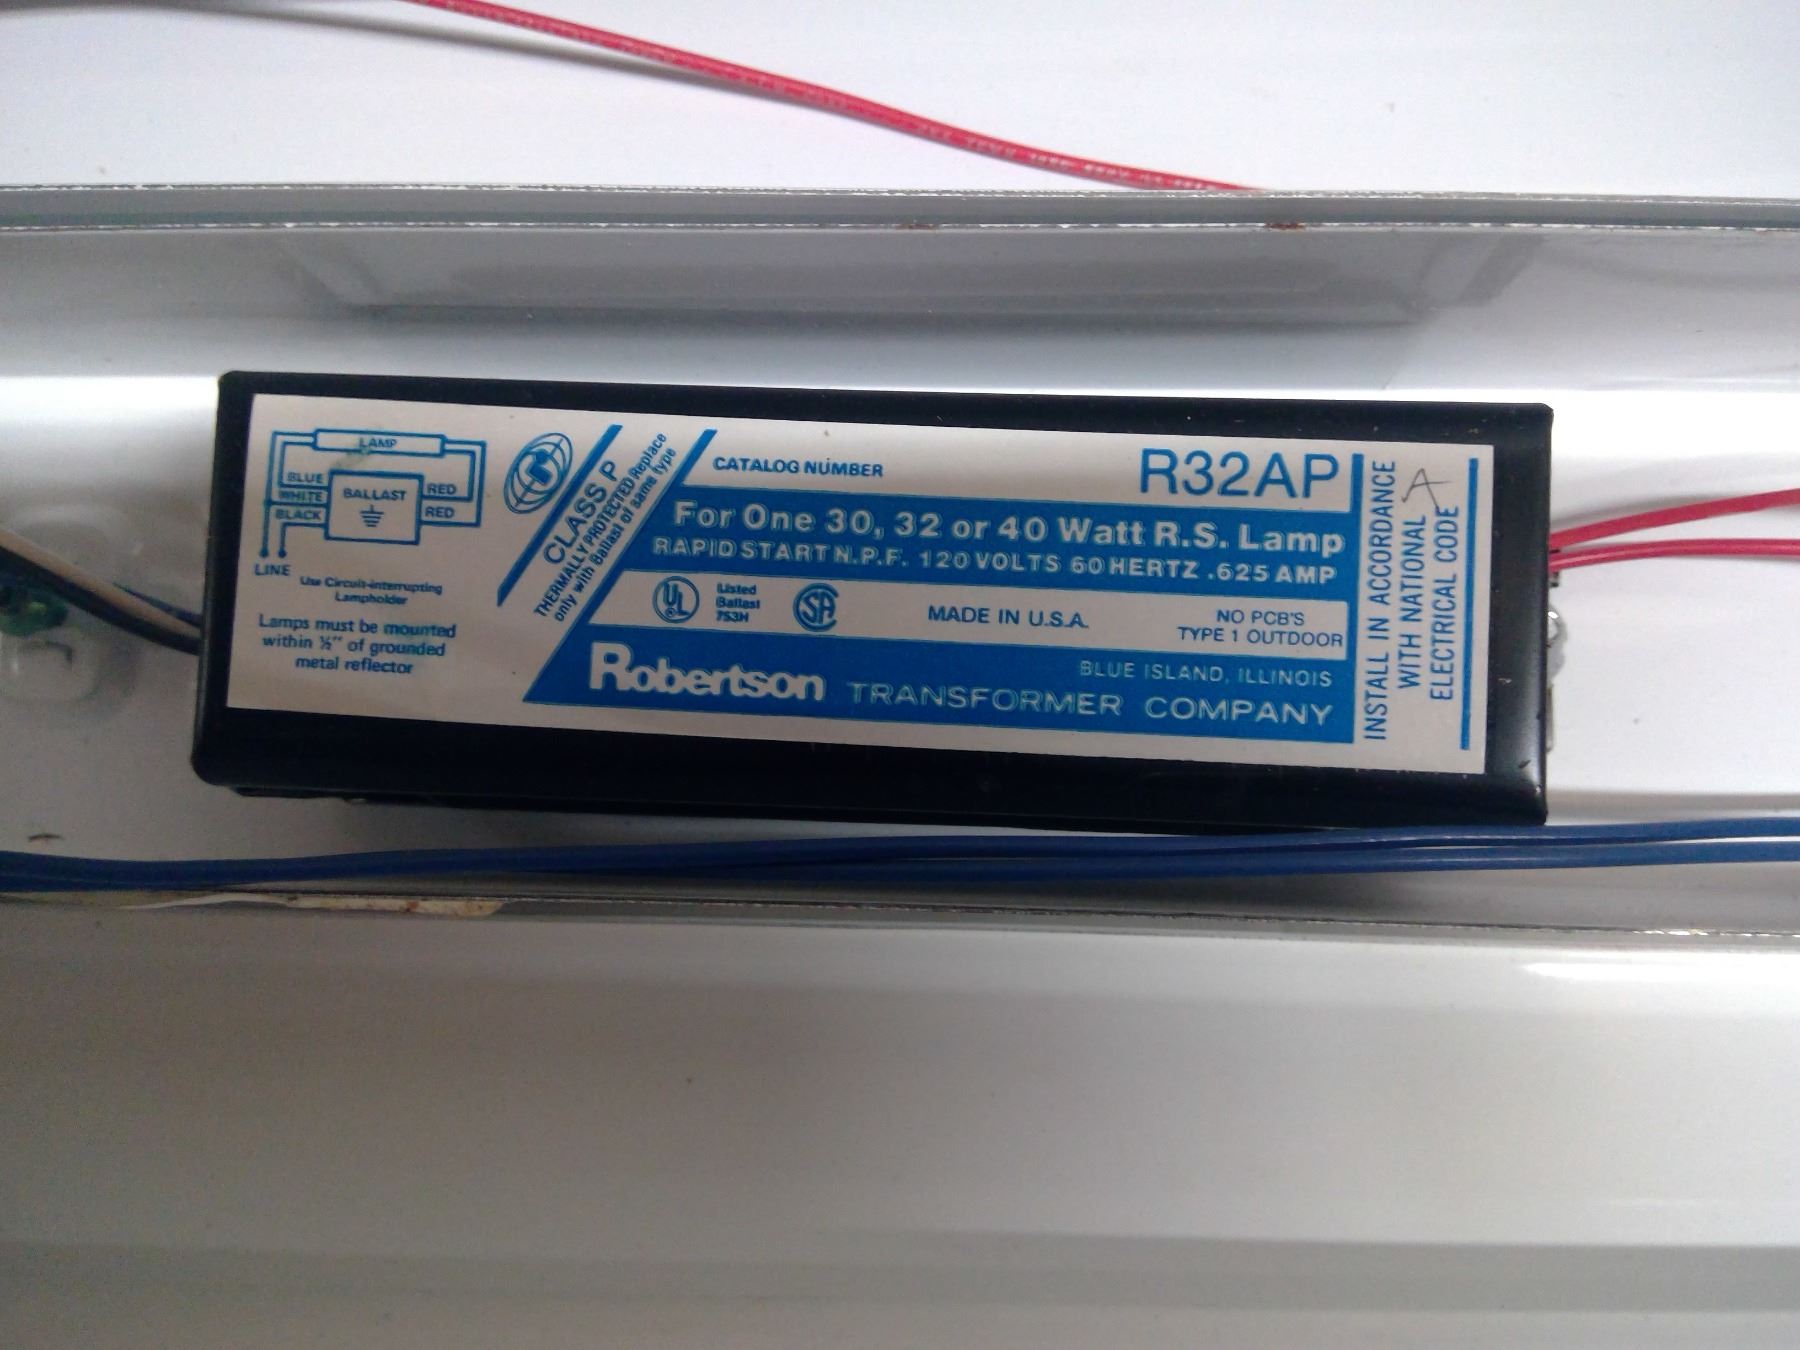 LAMP
BLUE
WHITE
BLACK
BALLAST
RED
RED
LINE
Use Circuit-interrupting
Lampholder
Lamps must be mounted
within ½" of grounded
metal reflector
CLASS P
THERMALLY PROTECTED Replace
only with Ballast of same type
CATALOG NUMBER
R32AP
For One 30, 32 or 40 Watt R.S. Lamp
RAPID START N.P.F. 120 VOLTS 60 HERTZ .625 AMP
UL
Listed
Ballast
753H
SA
MADE IN U.S.A.
NO PCB'S
TYPE 1 OUTDOOR
BLUE ISLAND, ILLINOIS
Robertson TRANSFORMER COMPANY
INSTALL IN ACCORDANCE
WITH NATIONAL
ELECTRICAL CODE
A